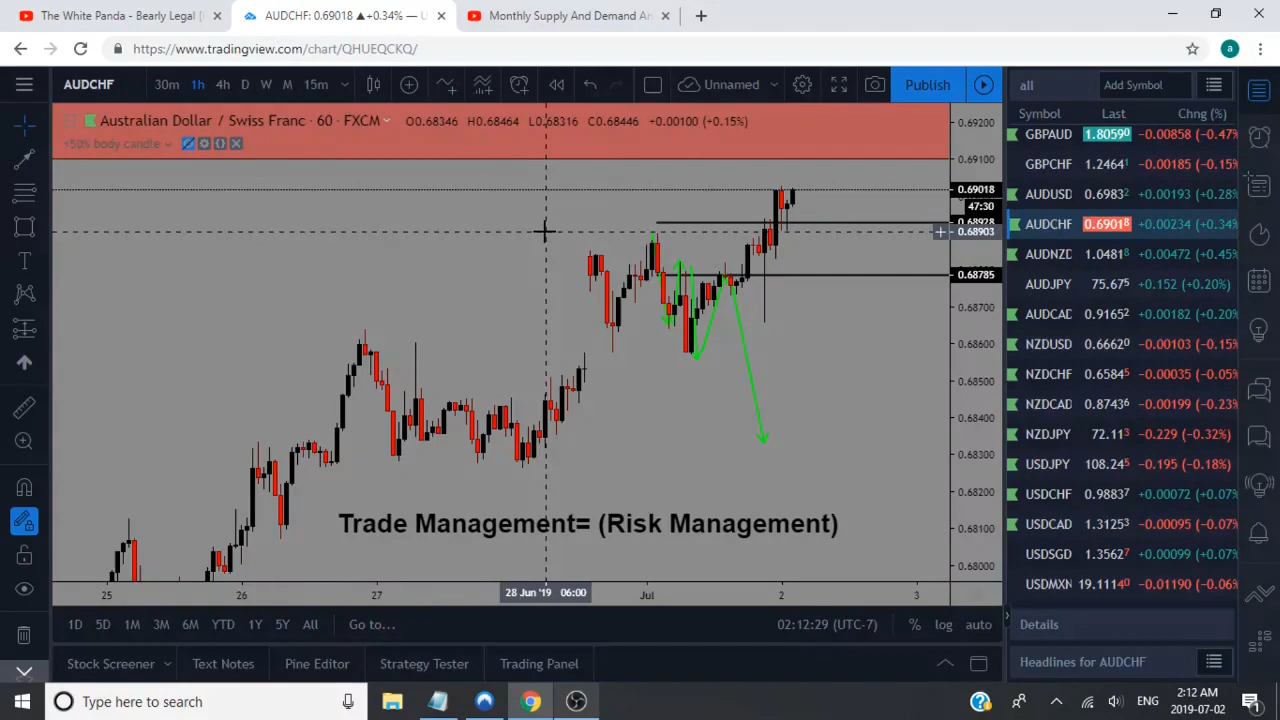 The White Panda - Bearly Legal (
AUDCHF: 0.69018 ▲+0.34% — U
Monthly Supply And Demand An
https://www.tradingview.com/chart/QHUEQCKQ/
a
AUDCHF 30m 1h 4h D W M 15m Unnamed Publish
all Add Symbol
Symbol Last Chng (%)
Australian Dollar / Swiss Franc · 60 · FXCM O0.68346 H0.68464 L0.68316 C0.68446 +0.00100 (+0.15%)
+50% body candle
GBPAUD 1.80590 −0.00858 (−0.47%
GBPCHF 1.24641 −0.00185 (−0.15%
AUDUSD 0.69832 +0.00193 (+0.28%
AUDCHF 0.69018 +0.00234 (+0.34%
AUDNZD 1.04818 +0.00472 (+0.45%
AUDJPY 75.675 +0.152 (+0.20%)
AUDCAD 0.91652 +0.00182 (+0.20%
NZDUSD 0.66620 −0.00103 (−0.15%
NZDCHF 0.65845 −0.00035 (−0.05%
NZDCAD 0.87436 −0.00199 (−0.23%
NZDJPY 72.113 −0.229 (−0.32%)
USDJPY 108.245 −0.195 (−0.18%)
USDCHF 0.98837 +0.00072 (+0.07%
USDCAD 1.31253 −0.00095 (−0.07%
USDSGD 1.35627 +0.00099 (+0.07%
USDMXN 19.11140 −0.01190 (−0.06%
0.69200
0.69100
0.69018
47:30
0.68928
0.68903
0.68785
0.68700
0.68600
0.68500
0.68400
0.68300
0.68200
0.68100
0.68000
Trade Management= (Risk Management)
25 26 27 28 Jun '19 06:00 Jul 2 3
1D 5D 1M 3M 6M YTD 1Y 5Y All Go to... 02:12:29 (UTC-7) % log auto
Details
Stock Screener Text Notes Pine Editor Strategy Tester Trading Panel
Headlines for AUDCHF
Type here to search
ENG
2:12 AM
2019-07-02
1